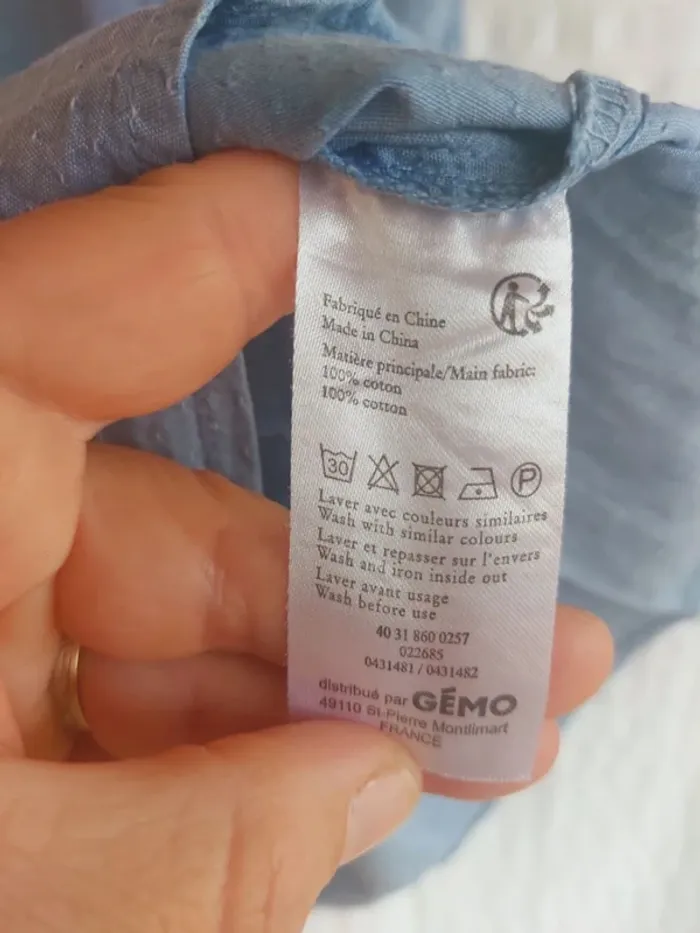 Fabriqué en Chine
Made in China
Matière principale/Main fabric:
100% coton
100% cotton
30 P
Laver avec couleurs similaires
Wash with similar colours
Laver et repasser sur l'envers
Wash and iron inside out
Laver avant usage
Wash before use
40 31 860 0257
022685
0431481 / 0431482
distribué par GÉMO
49110 St-Pierre Montlimart
FRANCE